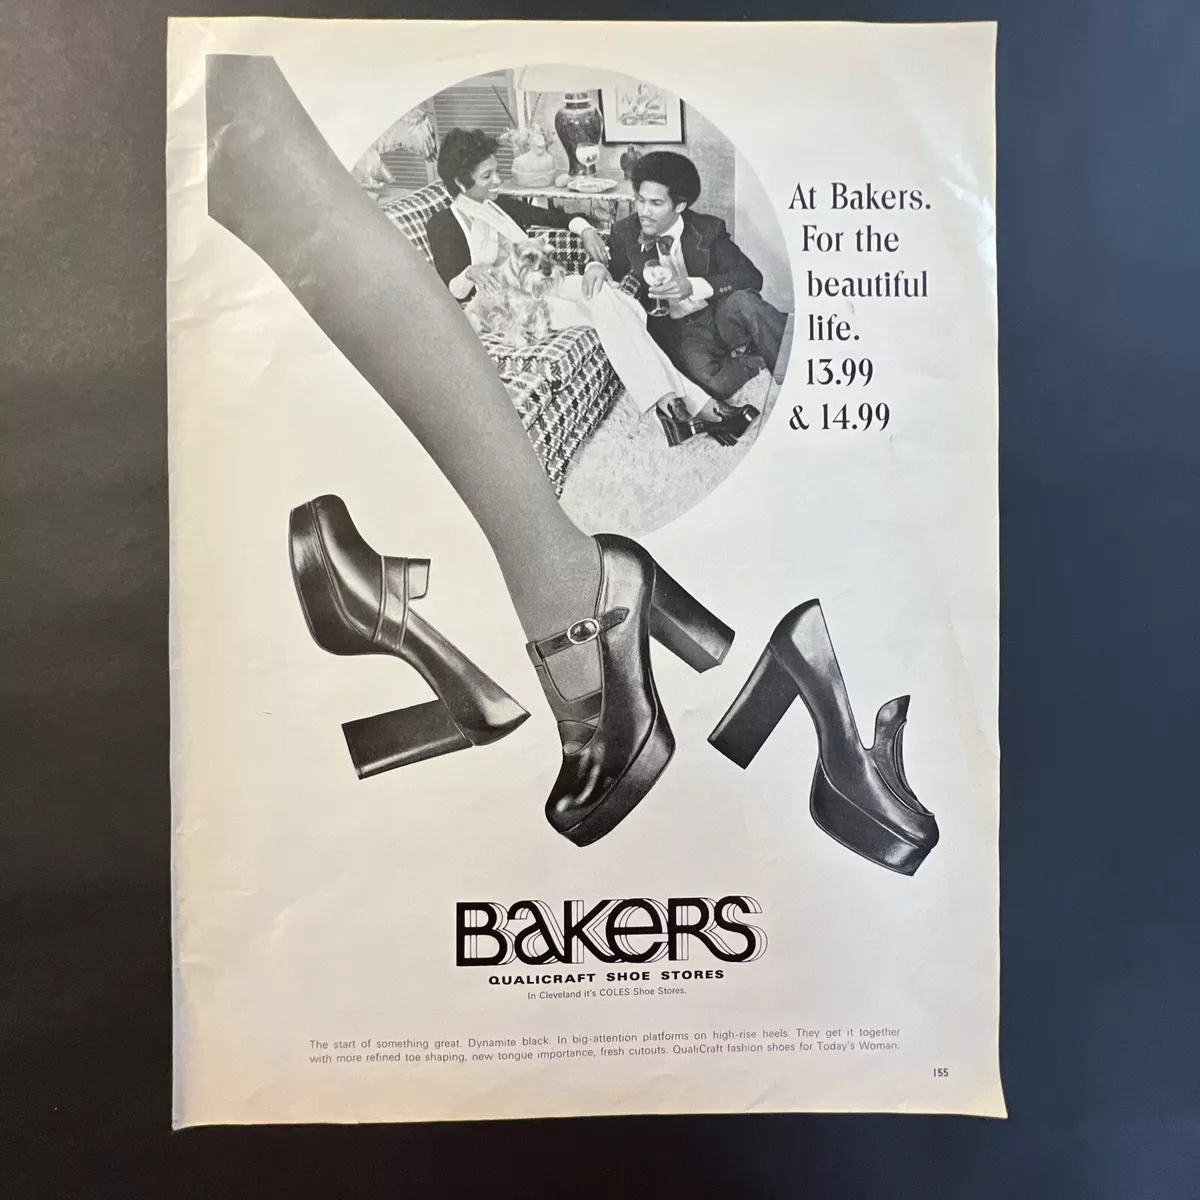 At Bakers.
For the
beautiful
life.
13.99
& 14.99
BAKERS
QUALICRAFT SHOE STORES
In Cleveland it's COLES Shoe Stores.
The start of something great. Dynamite black. In big-attention platforms on high-rise heels. They get it together
with more refined toe shaping, new tongue importance, fresh cutouts. QualiCraft fashion shoes for Today's Woman.
155